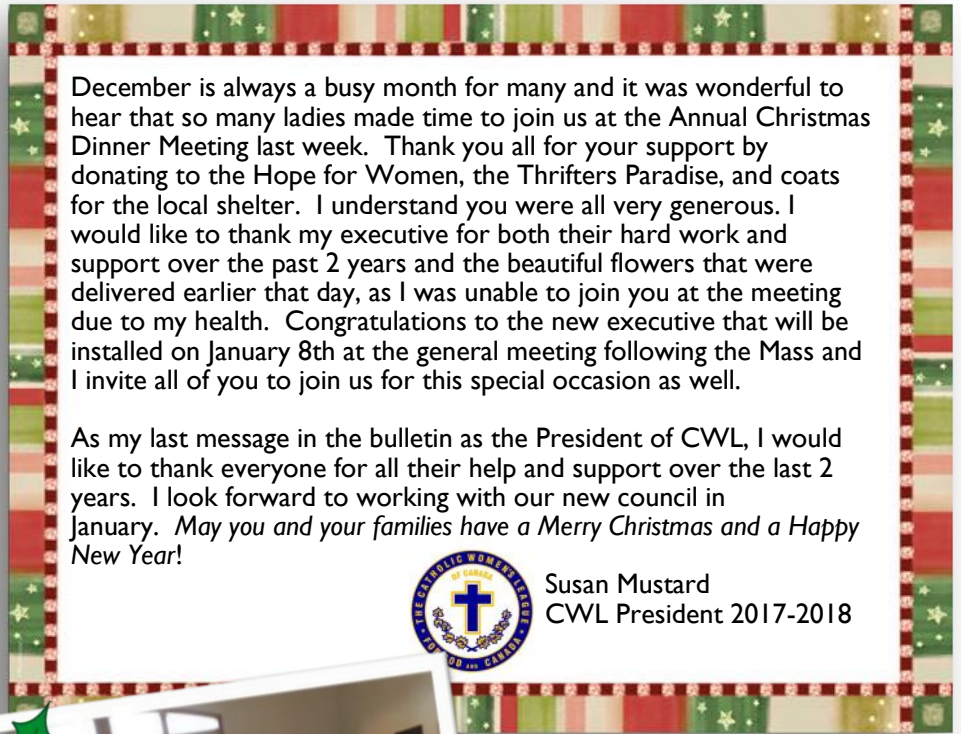 December is always a busy month for many and it was wonderful to
hear that so many ladies made time to join us at the Annual Christmas
Dinner Meeting last week.  Thank you all for your support by
donating to the Hope for Women, the Thrifters Paradise, and coats
for the local shelter.  I understand you were all very generous. I
would like to thank my executive for both their hard work and
support over the past 2 years and the beautiful flowers that were
delivered earlier that day, as I was unable to join you at the meeting
due to my health.  Congratulations to the new executive that will be
installed on January 8th at the general meeting following the Mass and
I invite all of you to join us for this special occasion as well.
As my last message in the bulletin as the President of CWL, I would
like to thank everyone for all their help and support over the last 2
years.  I look forward to working with our new council in
January.  May you and your families have a Merry Christmas and a Happy
New Year!
THE CATHOLIC WOMEN'S LEAGUE
OF CANADA
FOR GOD AND CANADA
Susan Mustard
CWL President 2017-2018